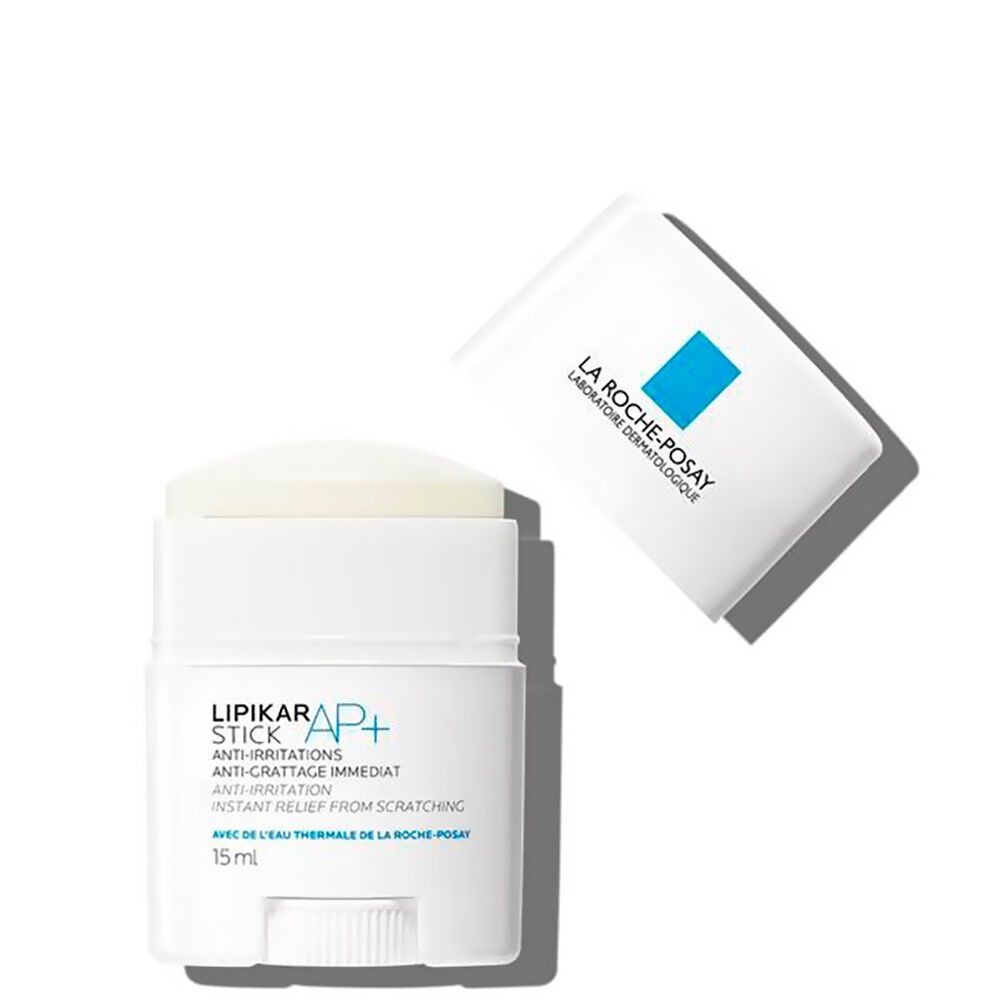 LA ROCHE-POSAY
LABORATOIRE DERMATOLOGIQUE
LIPIKAR
STICK AP+
ANTI-IRRITATIONS
ANTI-GRATTAGE IMMEDIAT
ANTI-IRRITATION
INSTANT RELIEF FROM SCRATCHING
AVEC DE L'EAU THERMALE DE LA ROCHE-POSAY
15 ml